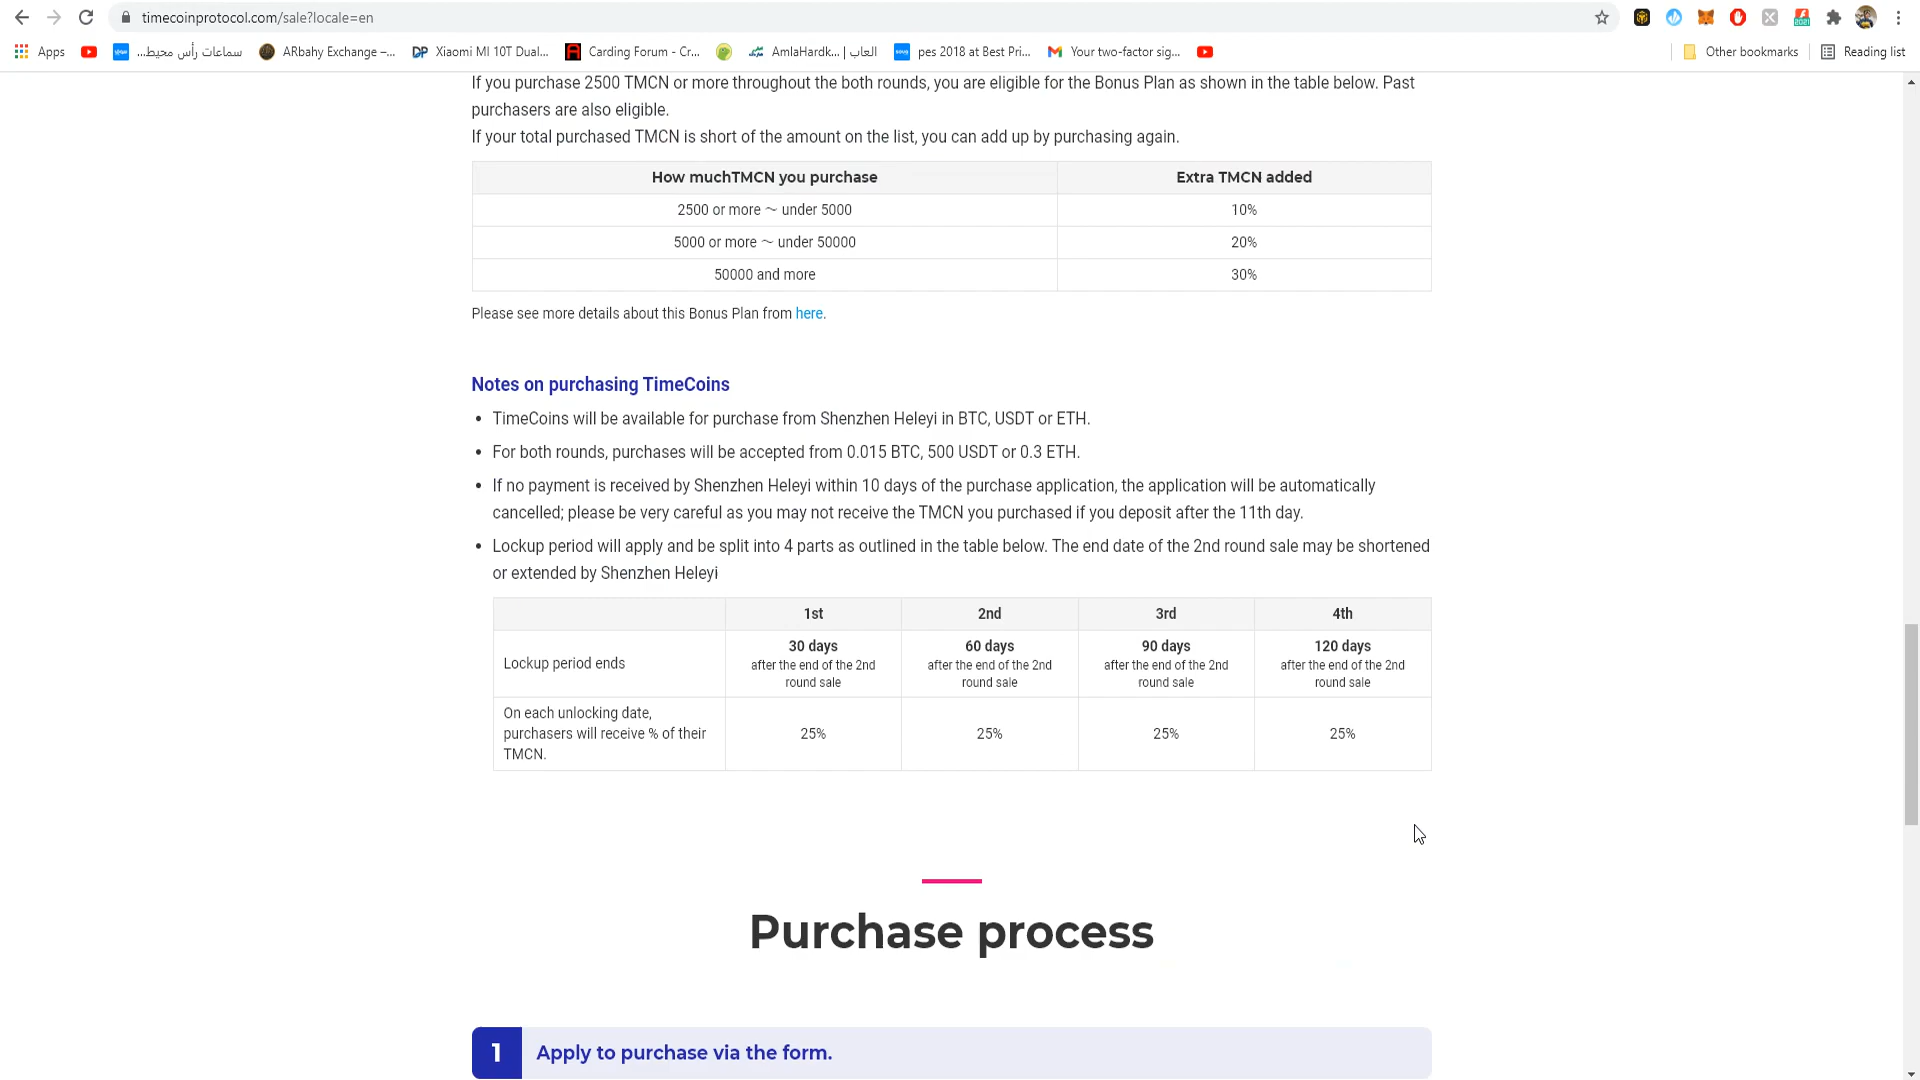 timecoinprotocol.com/sale?locale=en
Apps
سماعات رأس محيط...
ARbahy Exchange –...
Xiaomi MI 10T Dual...
Carding Forum - Cr...
العاب | AmlaHardk...
pes 2018 at Best Pri...
Your two-factor sig...
Other bookmarks
Reading list
If you purchase 2500 TMCN or more throughout the both rounds, you are eligible for the Bonus Plan as shown in the table below. Past
purchasers are also eligible.
If your total purchased TMCN is short of the amount on the list, you can add up by purchasing again.
How muchTMCN you purchase Extra TMCN added
2500 or more ～ under 5000 10%
5000 or more ～ under 50000 20%
50000 and more 30%
Please see more details about this Bonus Plan from here.
Notes on purchasing TimeCoins
• TimeCoins will be available for purchase from Shenzhen Heleyi in BTC, USDT or ETH.
• For both rounds, purchases will be accepted from 0.015 BTC, 500 USDT or 0.3 ETH.
• If no payment is received by Shenzhen Heleyi within 10 days of the purchase application, the application will be automatically
cancelled; please be very careful as you may not receive the TMCN you purchased if you deposit after the 11th day.
• Lockup period will apply and be split into 4 parts as outlined in the table below. The end date of the 2nd round sale may be shortened
or extended by Shenzhen Heleyi
1st 2nd 3rd 4th
Lockup period ends
30 days 60 days 90 days 120 days
after the end of the 2nd after the end of the 2nd after the end of the 2nd after the end of the 2nd
round sale round sale round sale round sale
On each unlocking date,
purchasers will receive % of their 25% 25% 25% 25%
TMCN.
Purchase process
1 Apply to purchase via the form.